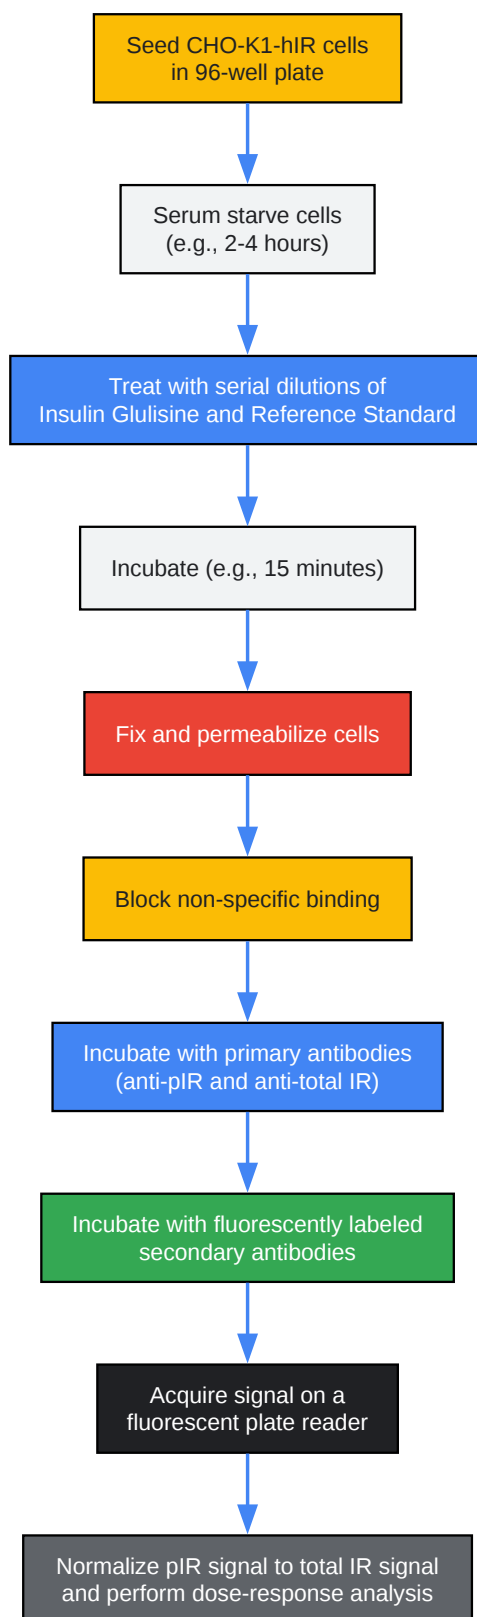 Seed CHO-K1-hIR cells
in 96-well plate
Serum starve cells
(e.g., 2-4 hours)
Treat with serial dilutions of
Insulin Glulisine and Reference Standard
Incubate (e.g., 15 minutes)
Fix and permeabilize cells
Block non-specific binding
Incubate with primary antibodies
(anti-pIR and anti-total IR)
Incubate with fluorescently labeled
secondary antibodies
Acquire signal on a
fluorescent plate reader
Normalize pIR signal to total IR signal
and perform dose-response analysis